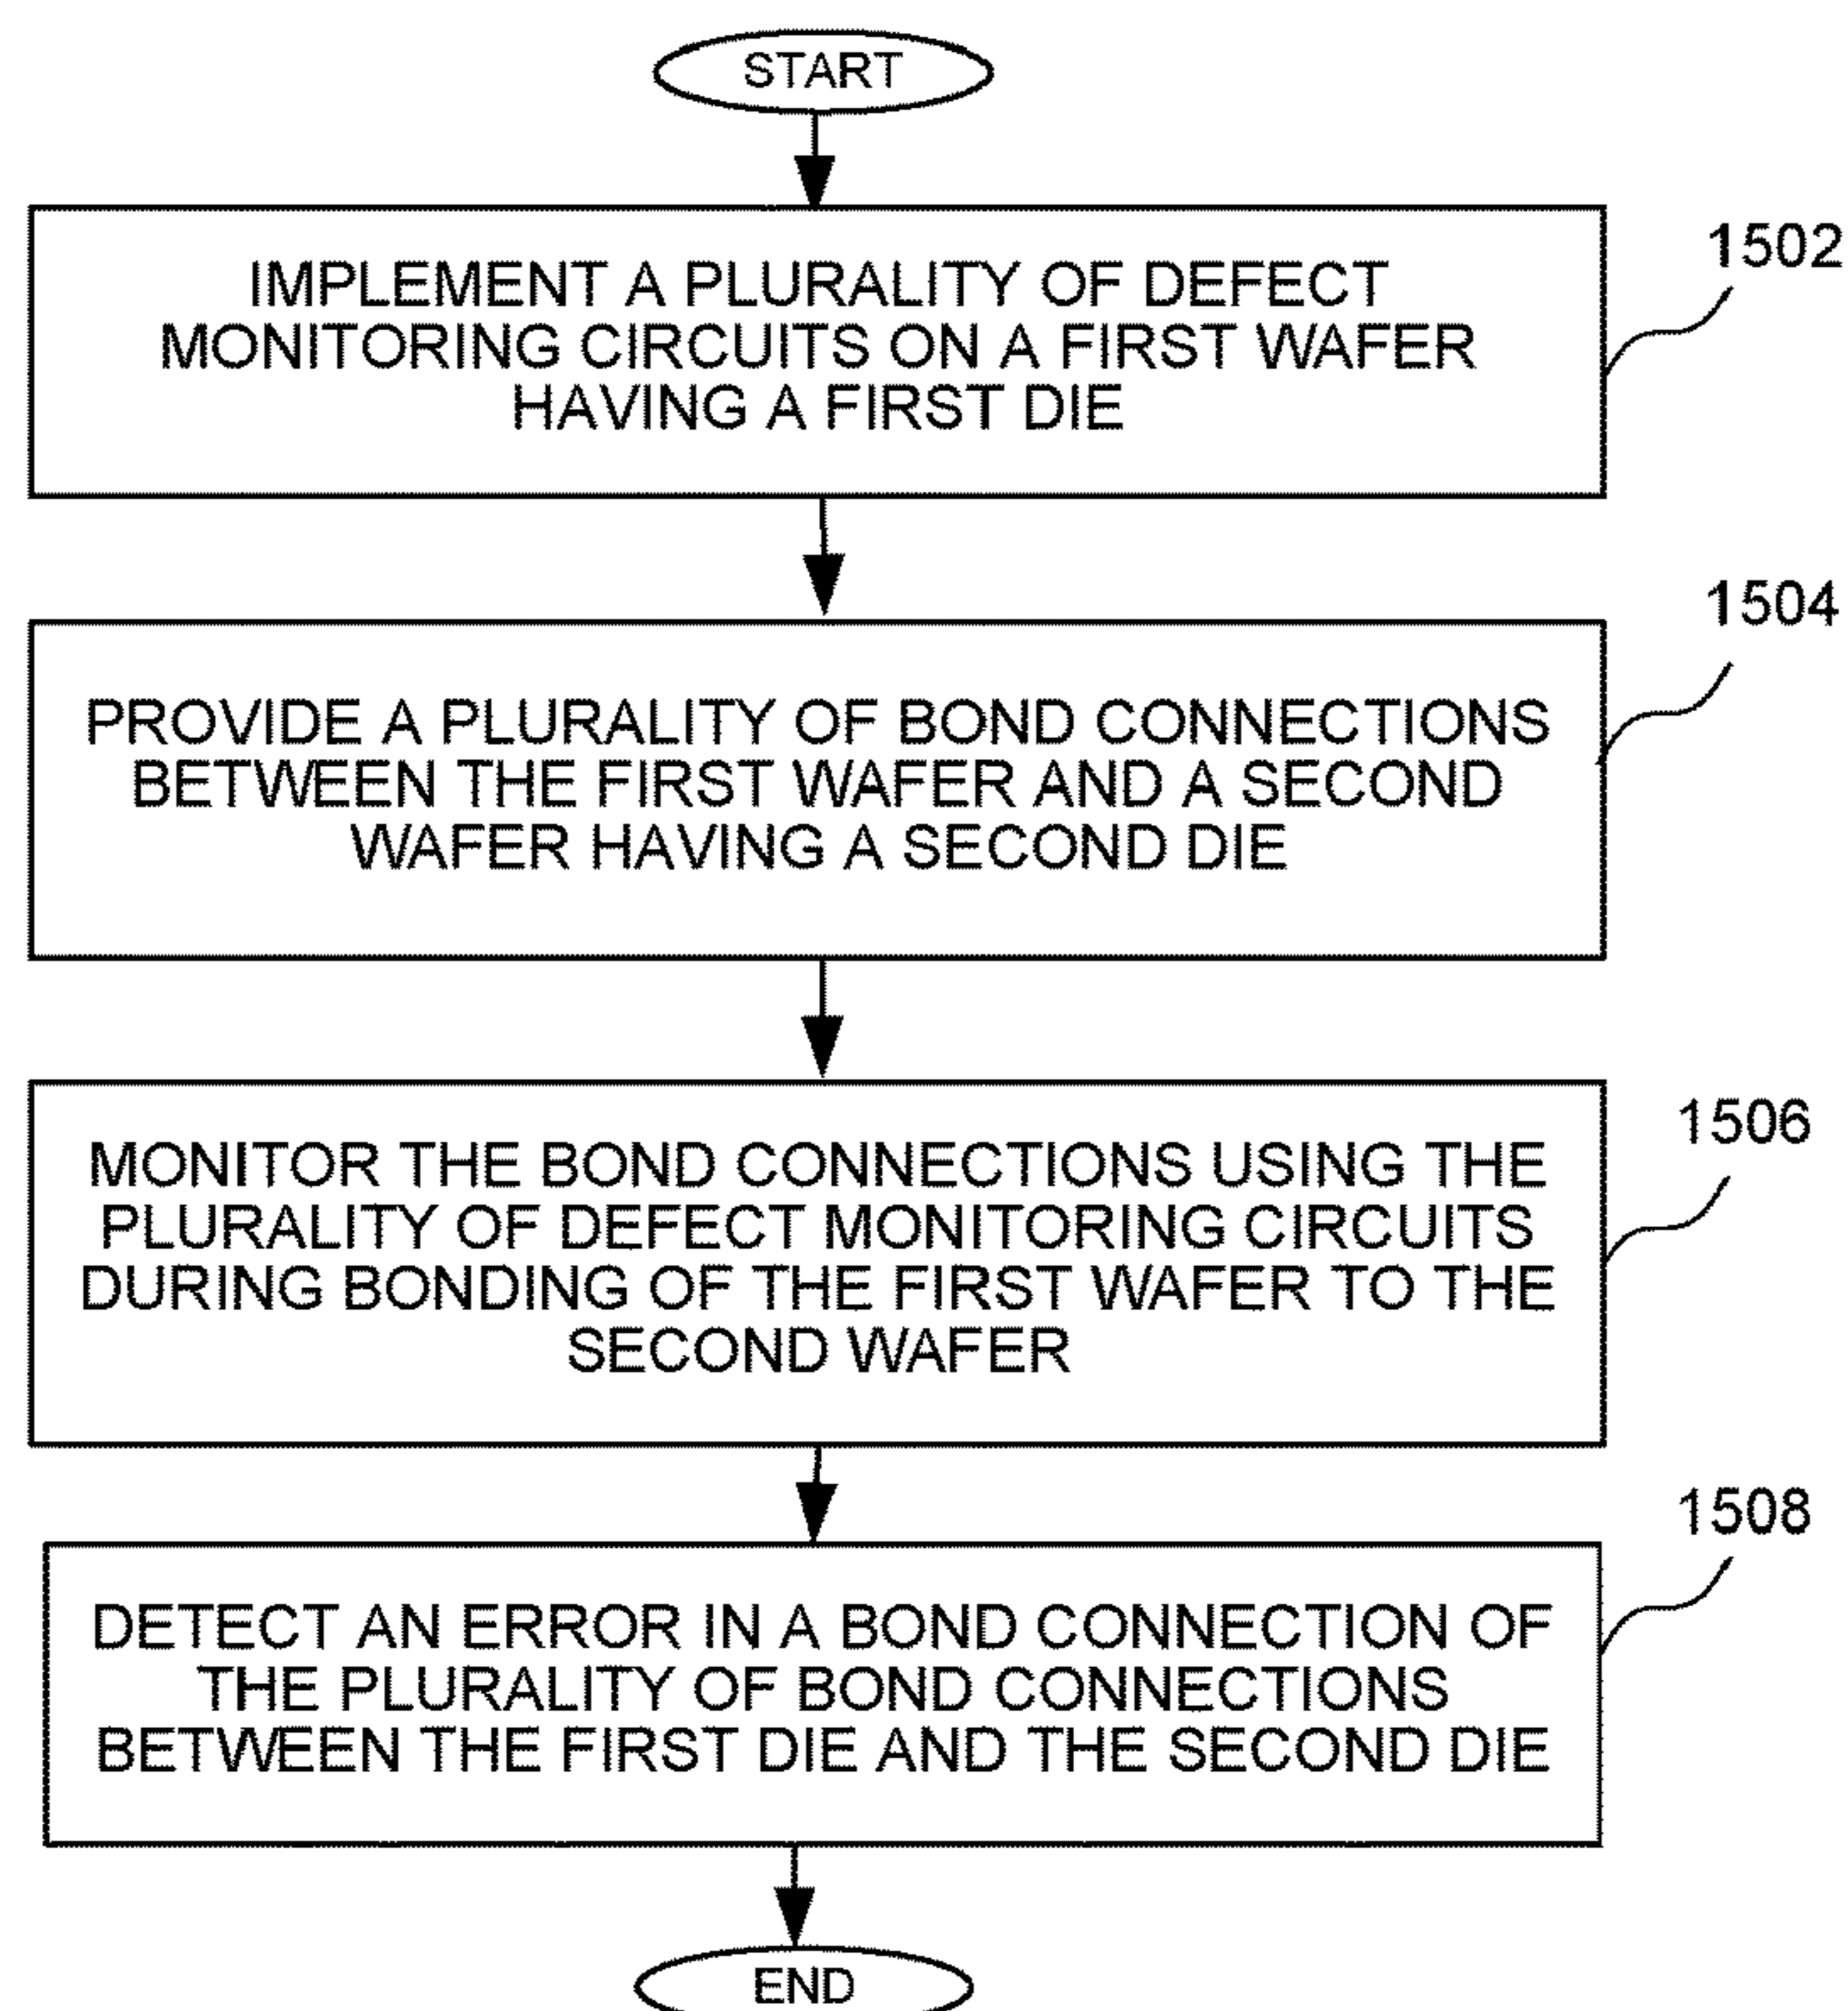 START
IMPLEMENT A PLURALITY OF DEFECT
MONITORING CIRCUITS ON A FIRST WAFER
HAVING A FIRST DIE
1502
PROVIDE A PLURALITY OF BOND CONNECTIONS
BETWEEN THE FIRST WAFER AND A SECOND
WAFER HAVING A SECOND DIE
1504
MONITOR THE BOND CONNECTIONS USING THE
PLURALITY OF DEFECT MONITORING CIRCUITS
DURING BONDING OF THE FIRST WAFER TO THE
SECOND WAFER
1506
DETECT AN ERROR IN A BOND CONNECTION OF
THE PLURALITY OF BOND CONNECTIONS
BETWEEN THE FIRST DIE AND THE SECOND DIE
1508
END